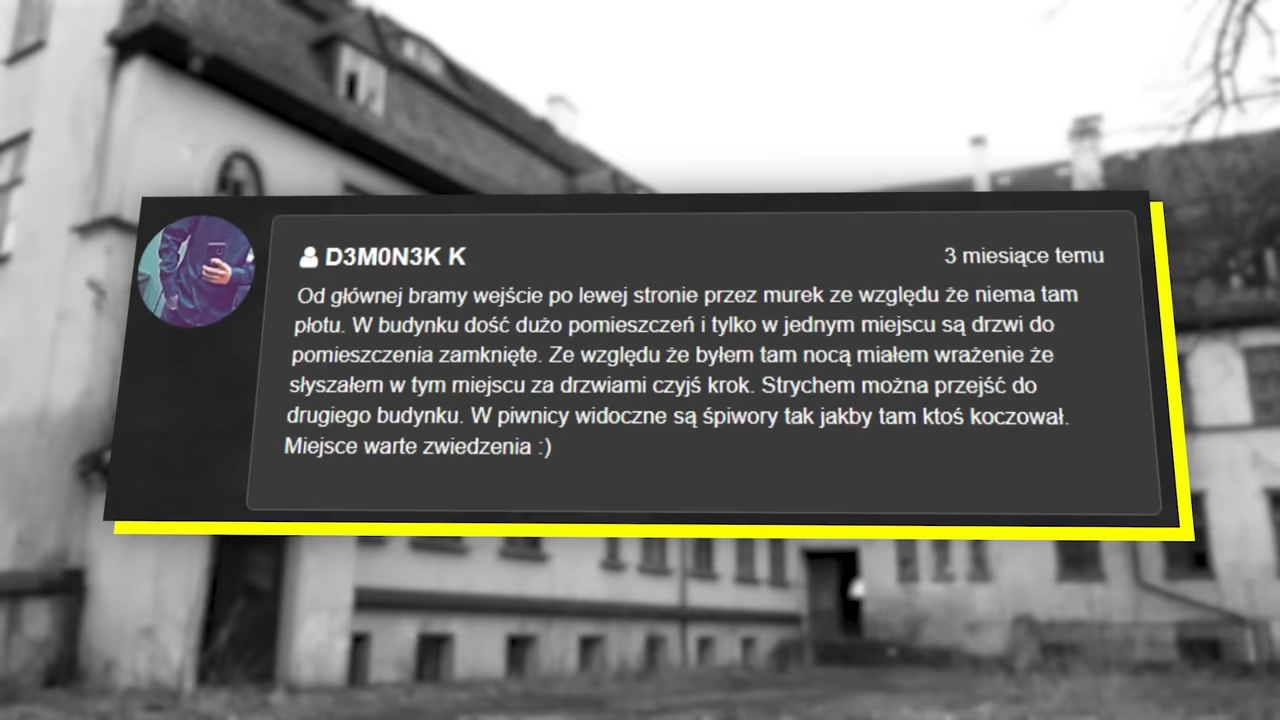 D3M0N3K K
3 miesiące temu
Od głównej bramy wejście po lewej stronie przez murek ze względu że niema tam
płotu. W budynku dość dużo pomieszczeń i tylko w jednym miejscu są drzwi do
pomieszczenia zamknięte. Ze względu że byłem tam nocą miałem wrażenie że
słyszałem w tym miejscu za drzwiami czyjś krok. Strychem można przejść do
drugiego budynku. W piwnicy widoczne są śpiwory tak jakby tam ktoś koczował.
Miejsce warte zwiedzenia :)